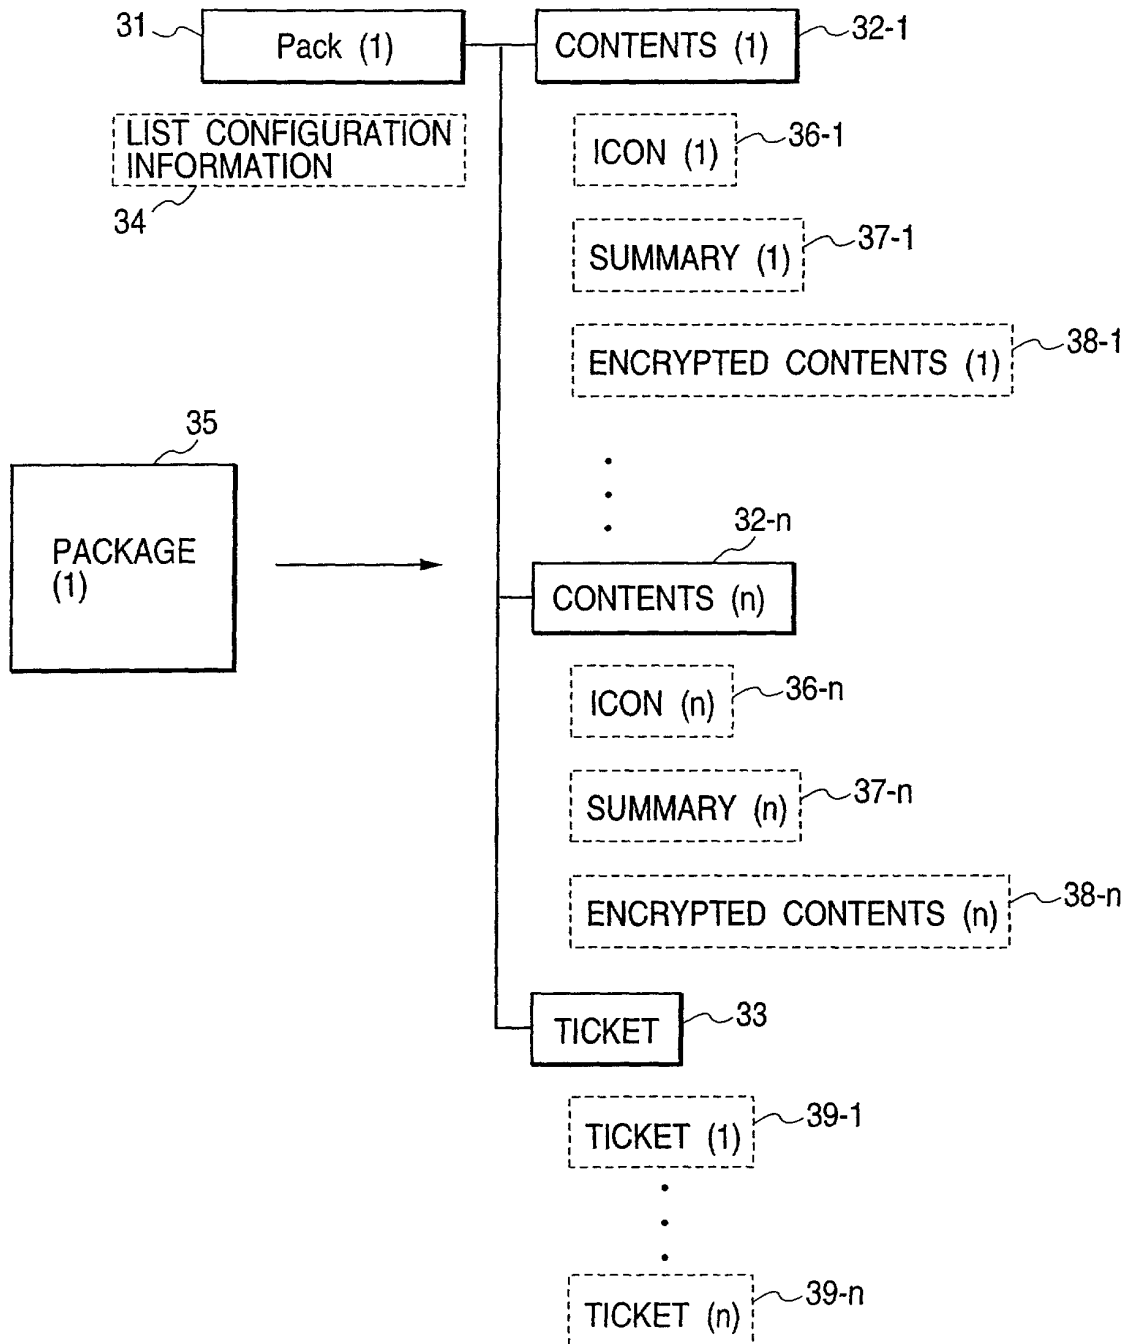 31
Pack (1)
CONTENTS (1)
32-1
LIST CONFIGURATION
INFORMATION
34
ICON (1)
36-1
SUMMARY (1)
37-1
ENCRYPTED CONTENTS (1)
38-1
35
PACKAGE
(1)
32-n
CONTENTS (n)
ICON (n)
36-n
SUMMARY (n)
37-n
ENCRYPTED CONTENTS (n)
38-n
TICKET
33
TICKET (1)
39-1
TICKET (n)
39-n